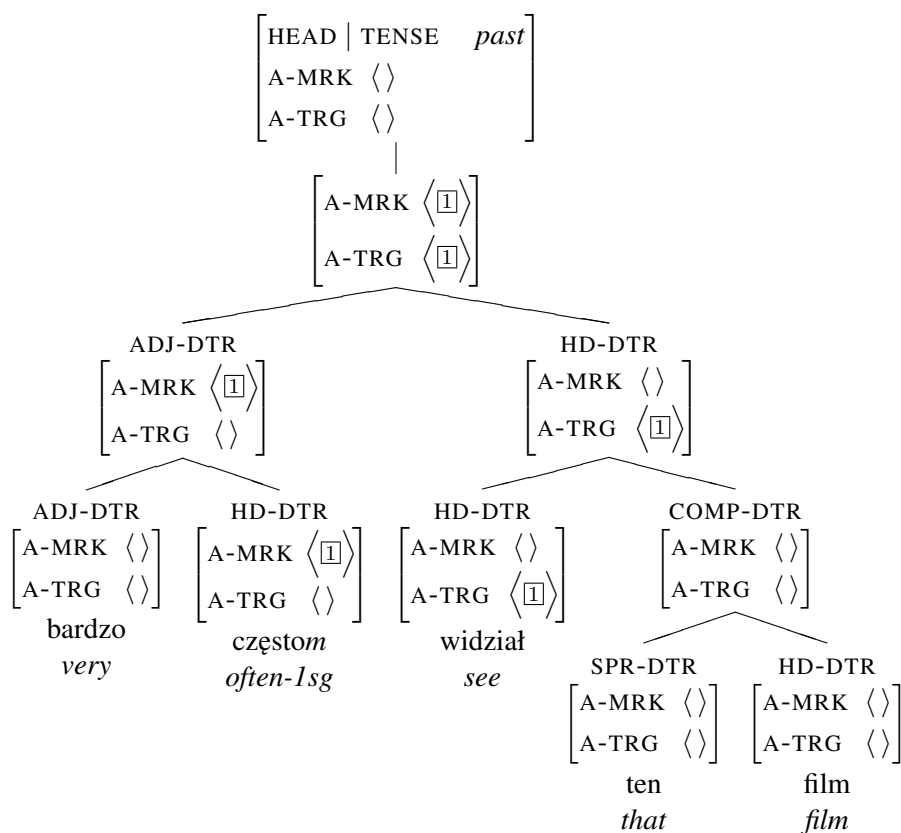 HEAD | TENSE past
A-MRK ⟨ ⟩
A-TRG ⟨ ⟩
A-MRK ⟨1⟩
A-TRG ⟨1⟩
ADJ-DTR HD-DTR
A-MRK ⟨1⟩ A-MRK ⟨ ⟩
A-TRG ⟨ ⟩ A-TRG ⟨1⟩
ADJ-DTR HD-DTR HD-DTR COMP-DTR
A-MRK ⟨ ⟩ A-MRK ⟨1⟩ A-MRK ⟨ ⟩ A-MRK ⟨ ⟩
A-TRG ⟨ ⟩ A-TRG ⟨ ⟩ A-TRG ⟨1⟩ A-TRG ⟨ ⟩
bardzo częstom widział
very often-1sg see
SPR-DTR HD-DTR
A-MRK ⟨ ⟩ A-MRK ⟨ ⟩
A-TRG ⟨ ⟩ A-TRG ⟨ ⟩
ten film
that film